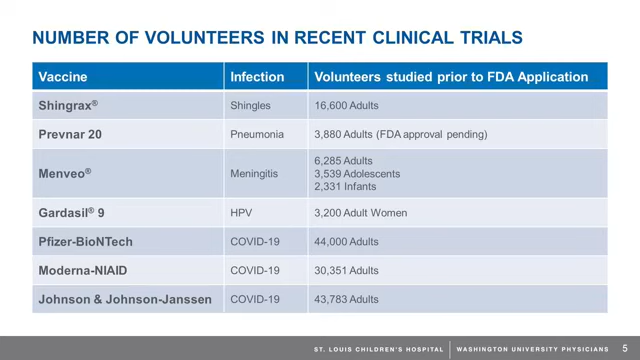 NUMBER OF VOLUNTEERS IN RECENT CLINICAL TRIALS
Vaccine Infection Volunteers studied prior to FDA Application
Shingrax® Shingles 16,600 Adults
Prevnar 20 Pneumonia 3,880 Adults (FDA approval pending)
6,285 Adults
Menveo® Meningitis 3,539 Adolescents
2,331 Infants
Gardasil® 9 HPV 3,200 Adult Women
Pfizer-BioNTech COVID-19 44,000 Adults
Moderna-NIAID COVID-19 30,351 Adults
Johnson & Johnson-Janssen COVID-19 43,783 Adults
ST. LOUIS CHILDREN'S HOSPITAL WASHINGTON UNIVERSITY PHYSICIANS 5